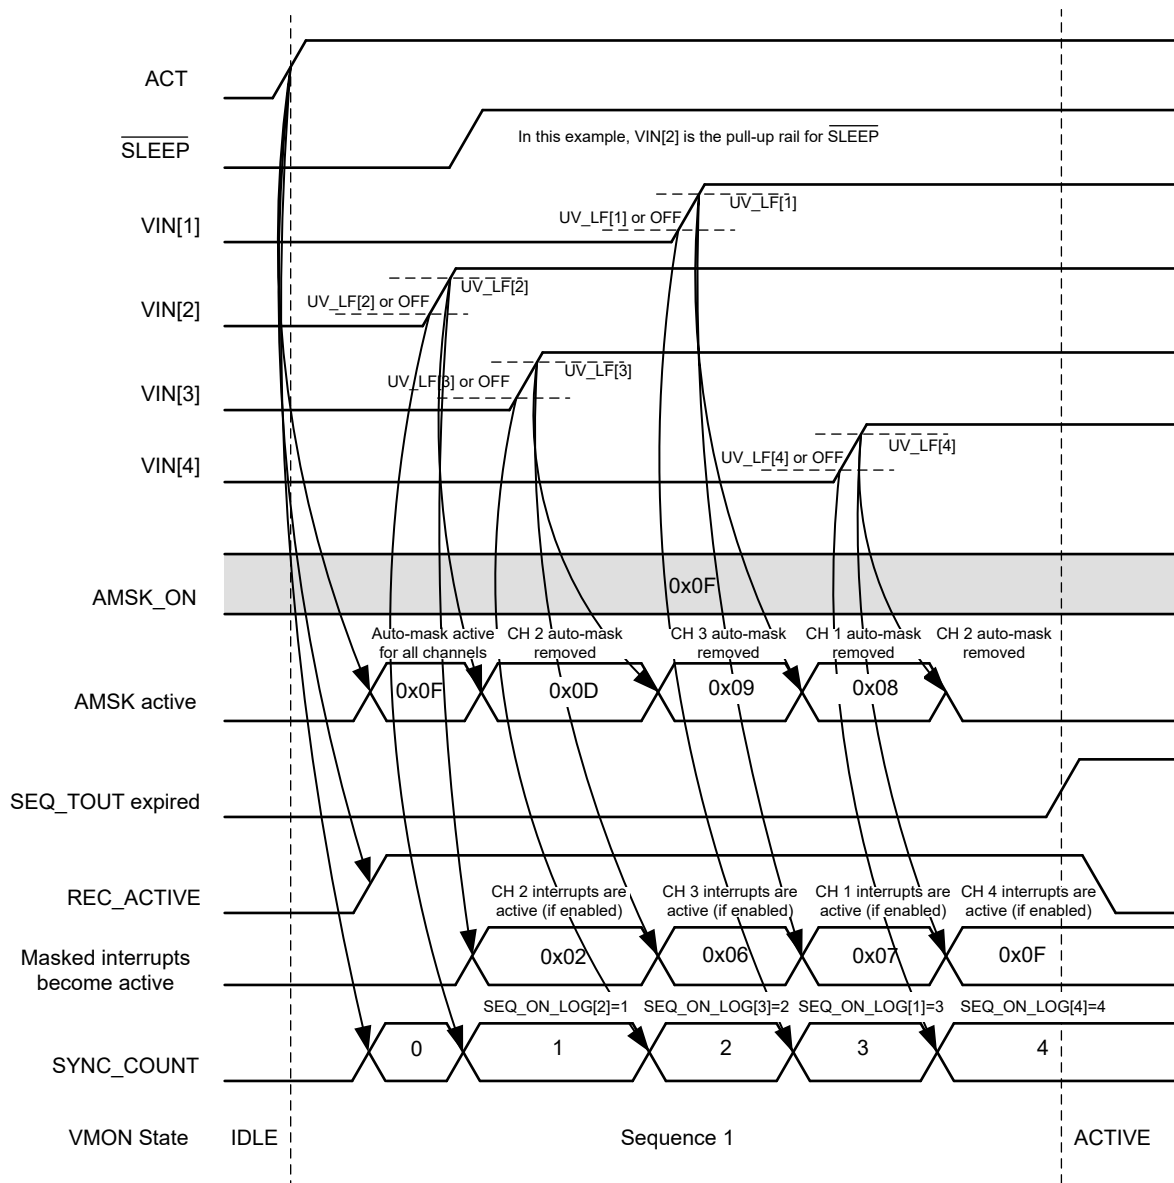 ACT
SLEEP
In this example, VIN[2] is the pull-up rail for SLEEP
VIN[1]
UV_LF[1] or OFF
UV_LF[1]
VIN[2]
UV_LF[2] or OFF
UV_LF[2]
VIN[3]
UV_LF[3] or OFF
UV_LF[3]
VIN[4]
UV_LF[4] or OFF
UV_LF[4]
AMSK_ON
0x0F
Auto-mask active
for all channels
CH 2 auto-mask
removed
CH 3 auto-mask
removed
CH 1 auto-mask
removed
CH 2 auto-mask
removed
AMSK active
0x0F
0x0D
0x09
0x08
SEQ_TOUT expired
REC_ACTIVE
CH 2 interrupts are
active (if enabled)
CH 3 interrupts are
active (if enabled)
CH 1 interrupts are
active (if enabled)
CH 4 interrupts are
active (if enabled)
Masked interrupts
become active
0x02
0x06
0x07
0x0F
SEQ_ON_LOG[2]=1
SEQ_ON_LOG[3]=2
SEQ_ON_LOG[1]=3
SEQ_ON_LOG[4]=4
SYNC_COUNT
0
1
2
3
4
VMON State
IDLE
Sequence 1
ACTIVE